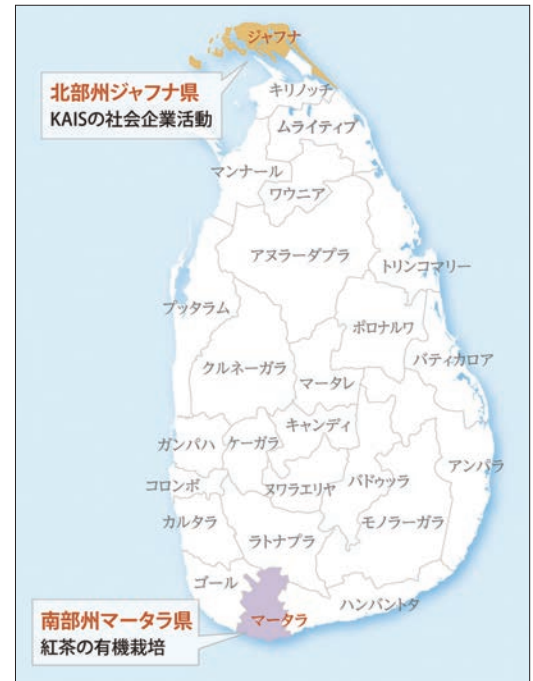 ジャフナ
北部州ジャフナ県
KAISの社会企業活動
キリノッチ
ムライティブ
マンナール
ワウニア
アヌラーダプラ
トリンコマリー
プッタラム
ポロナルワ
バティカロア
クルネーガラ
マータレ
キャンディ
ガンパハ
ケーガラ
アンパラ
コロンボ
ヌワラエリヤ
バドゥッラ
カルタラ
モノラーガラ
ラトナプラ
ゴール
ハンバントタ
マータラ
南部州マータラ県
紅茶の有機栽培